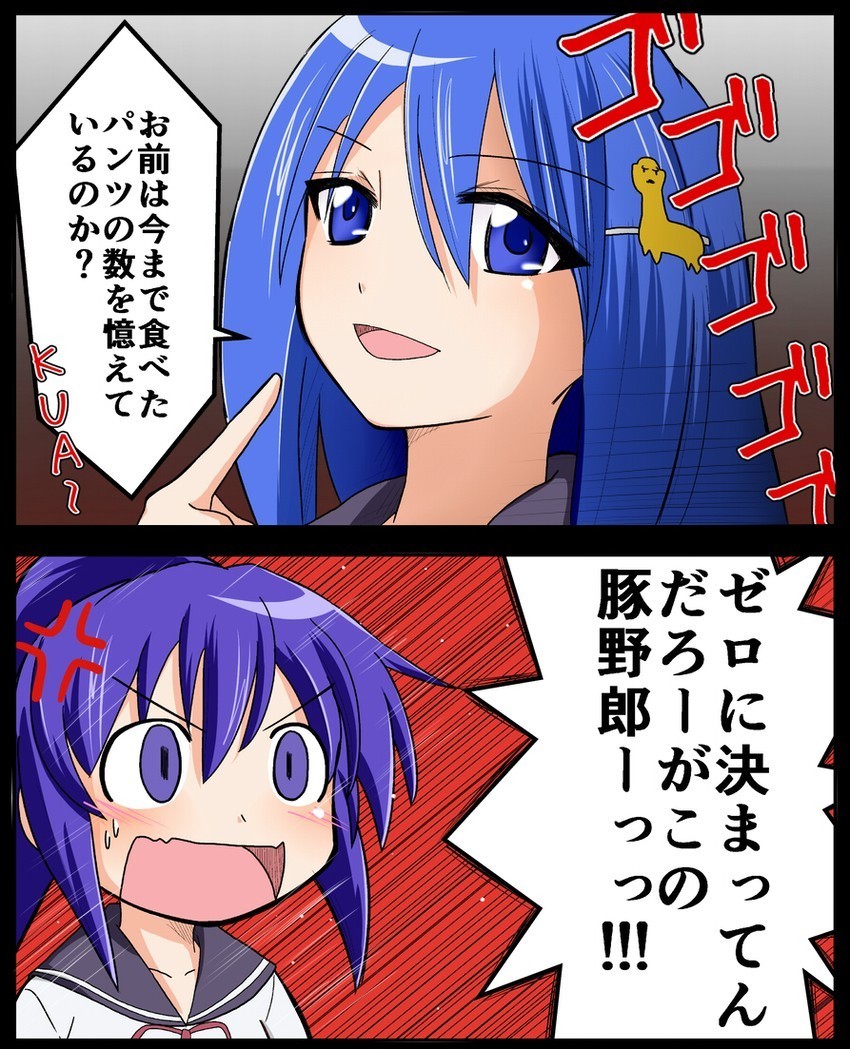 お前は今まで食べた
パンツの数を憶えて
いるのか？
KUA~
ゴゴゴゴゴ
ゼロに決まってん
だろーがこの
豚野郎ーっっ!!!